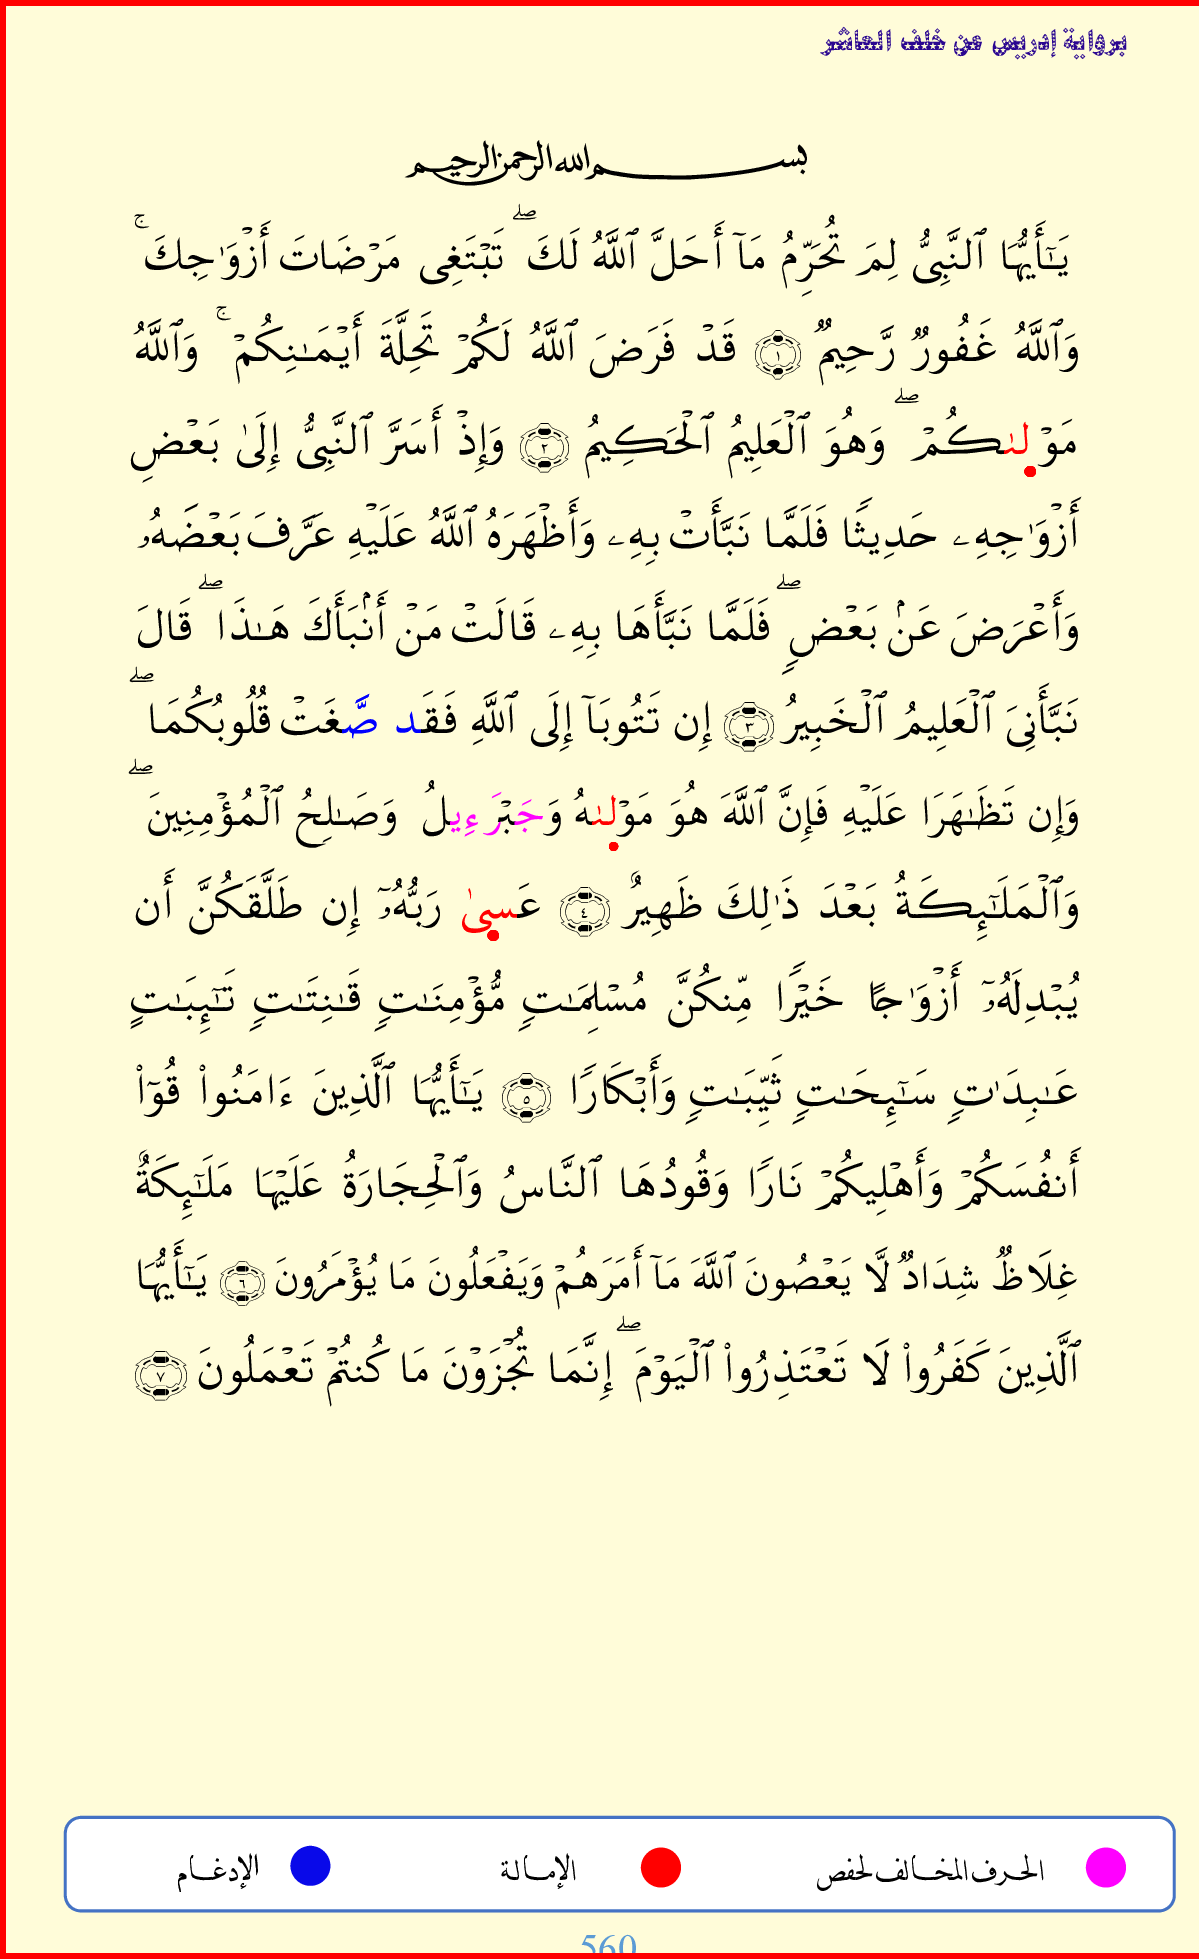 برواية إدريس عن خلف العاشر
بسم الله الرحمن الرحيم
يَـٰٓأَيُّهَا ٱلنَّبِىُّ لِمَ تُحَرِّمُ مَآ أَحَلَّ ٱللَّهُ لَكَ ۖ تَبْتَغِى مَرْضَاتَ أَزْوَٰجِكَ ۚ
وَٱللَّهُ غَفُورٌ رَّحِيمٌ ١ قَدْ فَرَضَ ٱللَّهُ لَكُمْ تَحِلَّةَ أَيْمَـٰنِكُمْ ۚ وَٱللَّهُ
مَوْلَىٰكُمْ ۖ وَهُوَ ٱلْعَلِيمُ ٱلْحَكِيمُ ٢ وَإِذْ أَسَرَّ ٱلنَّبِىُّ إِلَىٰ بَعْضِ
أَزْوَٰجِهِۦ حَدِيثًا فَلَمَّا نَبَّأَتْ بِهِۦ وَأَظْهَرَهُ ٱللَّهُ عَلَيْهِ عَرَّفَ بَعْضَهُۥ
وَأَعْرَضَ عَنۢ بَعْضٍ ۖ فَلَمَّا نَبَّأَهَا بِهِۦ قَالَتْ مَنْ أَنۢبَأَكَ هَـٰذَا ۖ قَالَ
نَبَّأَنِىَ ٱلْعَلِيمُ ٱلْخَبِيرُ ٣ إِن تَتُوبَآ إِلَى ٱللَّهِ فَقَد صَّغَتْ قُلُوبُكُمَا ۖ
وَإِن تَظَـٰهَرَا عَلَيْهِ فَإِنَّ ٱللَّهَ هُوَ مَوْلَىٰهُ وَجَبْرَءِيلُ وَصَـٰلِحُ ٱلْمُؤْمِنِينَ ۖ
وَٱلْمَلَـٰٓئِكَةُ بَعْدَ ذَٰلِكَ ظَهِيرٌ ٤ عَسىٰ رَبُّهُۥٓ إِن طَلَّقَكُنَّ أَن
يُبْدِلَهُۥٓ أَزْوَٰجًا خَيْرًا مِّنكُنَّ مُسْلِمَـٰتٍ مُّؤْمِنَـٰتٍ قَـٰنِتَـٰتٍ تَـٰٓئِبَـٰتٍ
عَـٰبِدَٰتٍ سَـٰٓئِحَـٰتٍ ثَيِّبَـٰتٍ وَأَبْكَارًا ٥ يَـٰٓأَيُّهَا ٱلَّذِينَ ءَامَنُوا۟ قُوٓا۟
أَنفُسَكُمْ وَأَهْلِيكُمْ نَارًا وَقُودُهَا ٱلنَّاسُ وَٱلْحِجَارَةُ عَلَيْهَا مَلَـٰٓئِكَةٌ
غِلَاظٌ شِدَادٌ لَّا يَعْصُونَ ٱللَّهَ مَآ أَمَرَهُمْ وَيَفْعَلُونَ مَا يُؤْمَرُونَ ٦ يَـٰٓأَيُّهَا
ٱلَّذِينَ كَفَرُوا۟ لَا تَعْتَذِرُوا۟ ٱلْيَوْمَ ۖ إِنَّمَا تُجْزَوْنَ مَا كُنتُمْ تَعْمَلُونَ ٧
الحرف المخالف لحفص الإمالة الإدغام
560